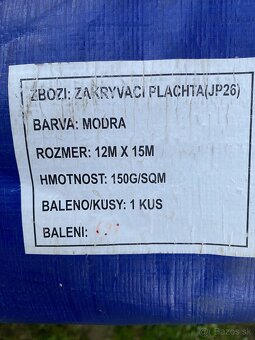 ZBOZI: ZAKRYVACI PLACHTA(JP26)
BARVA: MODRA
ROZMER: 12M X 15M
HMOTNOST: 150G/SQM
BALENO/KUSY: 1 KUS
BALENI:
Bazos.sk